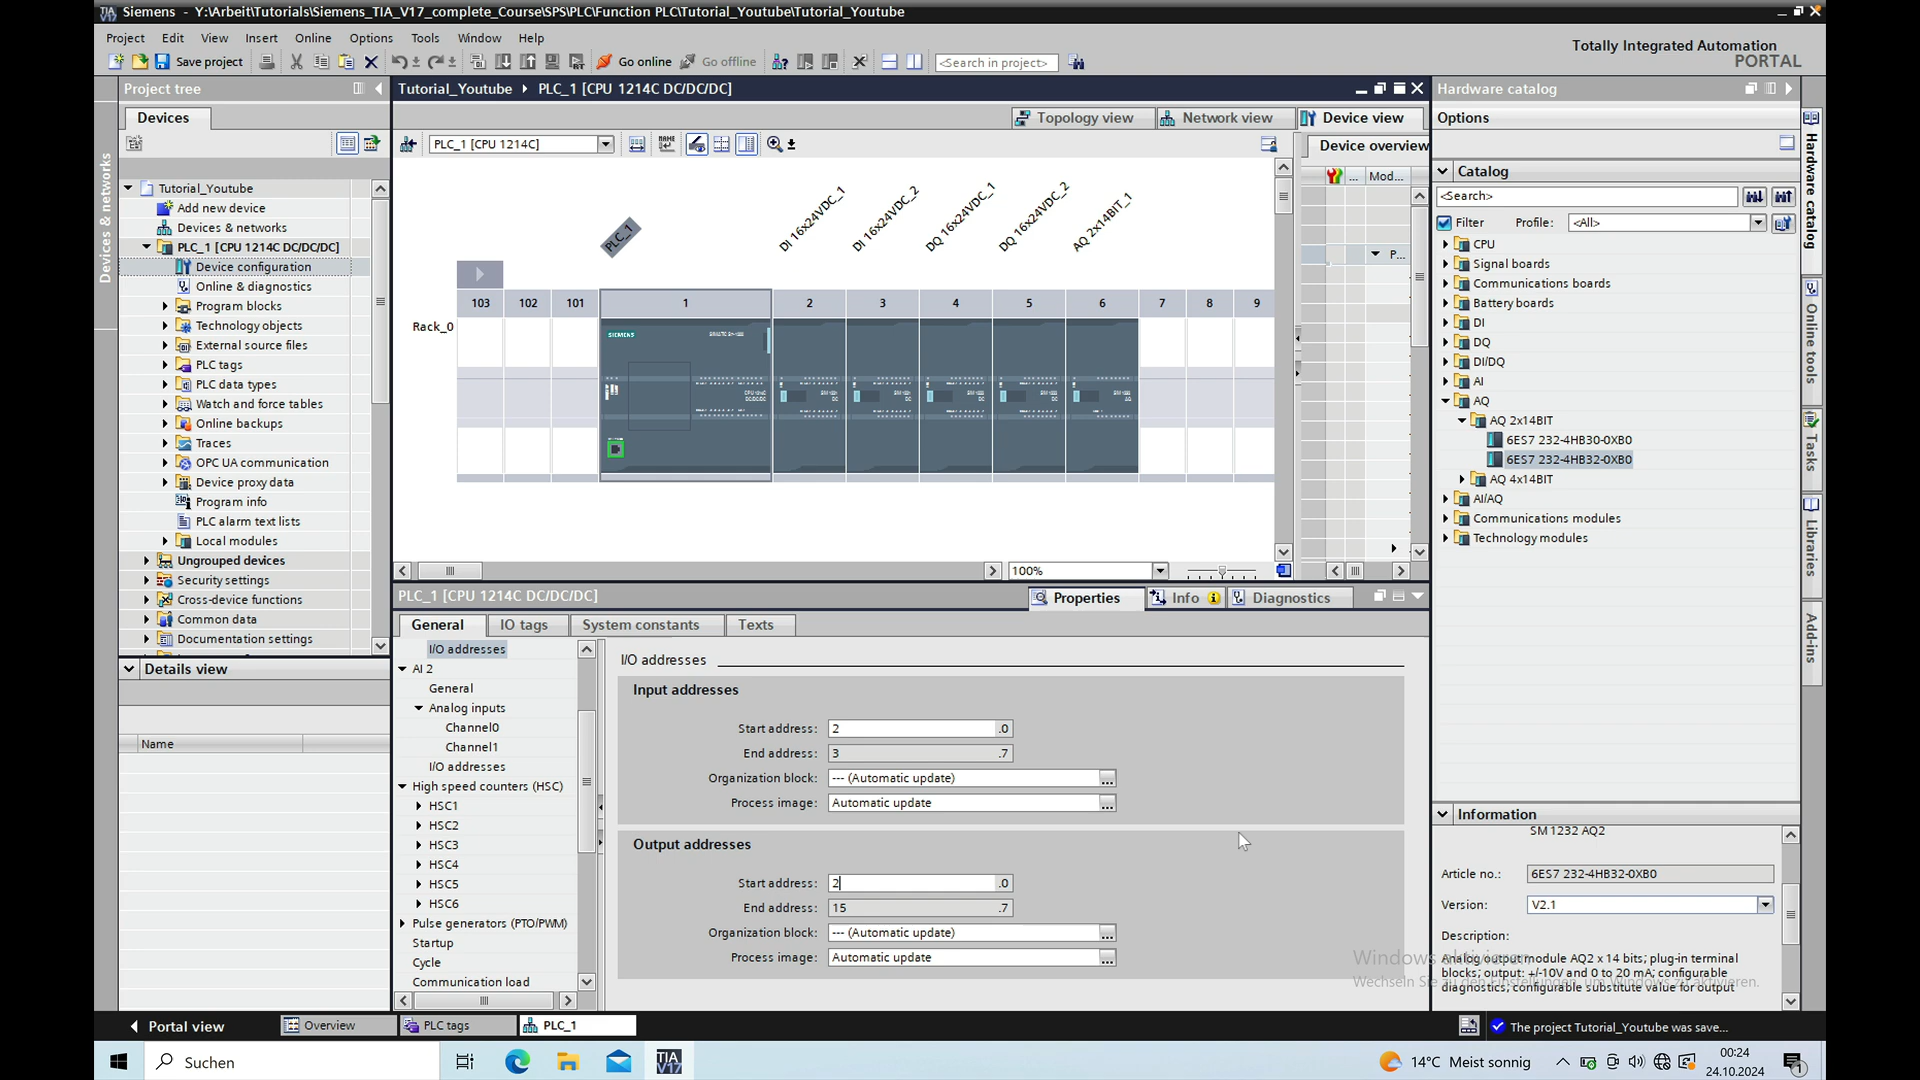 Siemens - Y:\Arbeit\Tutorials\Siemens_TIA_V17_complete_Course\SPS\PLC\Function PLC\Tutorial_Youtube\Tutorial_Youtube
Project Edit View Insert Online Options Tools Window Help
Totally Integrated Automation
PORTAL
Save project
Go online
Go offline
<Search in project>
Project tree
Tutorial_Youtube PLC_1 [CPU 1214C DC/DC/DC]
Hardware catalog
Devices
Topology view
Network view
Device view
Options
PLC_1 [CPU 1214C]
Device overview
... Mod...
P...
Devices & networks
Tutorial_Youtube
Add new device
Devices & networks
PLC_1 [CPU 1214C DC/DC/DC]
Device configuration
Online & diagnostics
Program blocks
Technology objects
External source files
PLC tags
PLC data types
Watch and force tables
Online backups
Traces
OPC UA communication
Device proxy data
Program info
PLC alarm text lists
Local modules
Ungrouped devices
Security settings
Cross-device functions
Common data
Documentation settings
PLC_1
DI 16x24VDC_1
DI 16x24VDC_2
DQ 16x24VDC_1
DQ 16x24VDC_2
AQ 2x14BIT_1
103 102 101 1 2 3 4 5 6 7 8 9
Rack_0
SIEMENS
100%
Catalog
<Search>
Filter
Profile:
<All>
CPU
Signal boards
Communications boards
Battery boards
DI
DQ
DI/DQ
AI
AQ
AQ 2x14BIT
6ES7 232-4HB30-0XB0
6ES7 232-4HB32-0XB0
AQ 4x14BIT
AI/AQ
Communications modules
Technology modules
Hardware catalog
Online tools
Tasks
Libraries
Add-ins
Details view
Name
PLC_1 [CPU 1214C DC/DC/DC]
Properties
Info
Diagnostics
General
IO tags
System constants
Texts
I/O addresses
AI 2
General
Analog inputs
Channel0
Channel1
I/O addresses
High speed counters (HSC)
HSC1
HSC2
HSC3
HSC4
HSC5
HSC6
Pulse generators (PTO/PWM)
Startup
Cycle
Communication load
I/O addresses
Input addresses
Start address: 2 .0
End address: 3 .7
Organization block: --- (Automatic update) ...
Process image: Automatic update ...
Output addresses
Start address: 2 .0
End address: 15 .7
Organization block: --- (Automatic update) ...
Process image: Automatic update ...
Information
SM 1232 AQ2
Article no.: 6ES7 232-4HB32-0XB0
Version: V2.1
Description:
Analog output module AQ2 x 14 bits; plug-in terminal
blocks; output: +/-10V and 0 to 20 mA; configurable
diagnostics; configurable substitute value for output
Windows aktivieren
Wechseln Sie zu den Einstellungen, um Windows zu aktivieren.
Portal view
Overview
PLC tags
PLC_1
The project Tutorial_Youtube was save...
Suchen
TIA
V17
14°C Meist sonnig
00:24
24.10.2024
1